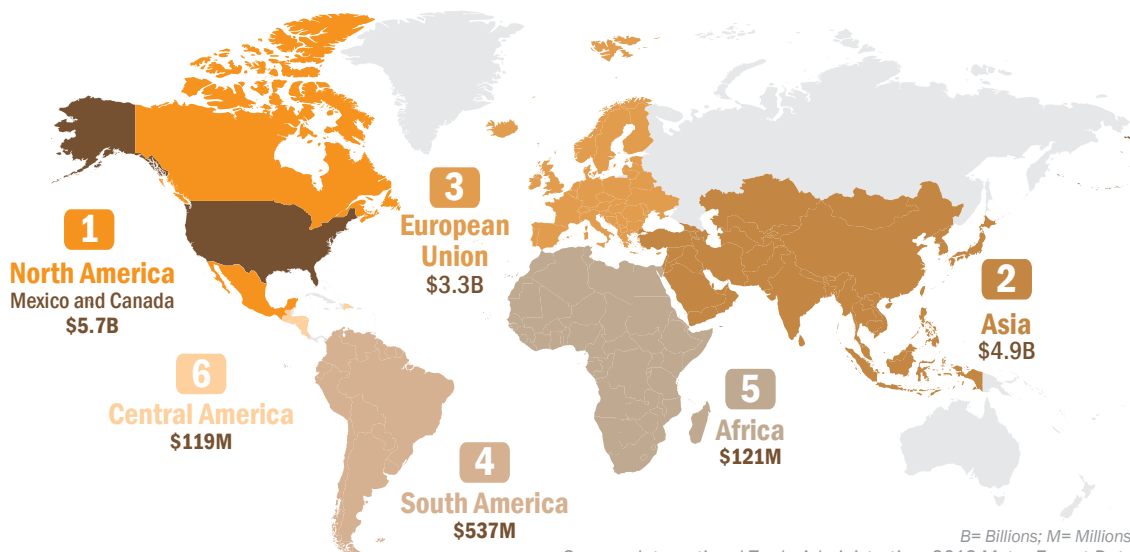 1
North America
Mexico and Canada
$5.7B
3
European
Union
$3.3B
2
Asia
$4.9B
6
Central America
$119M
5
Africa
$121M
4
South America
$537M
B= Billions; M= Millions